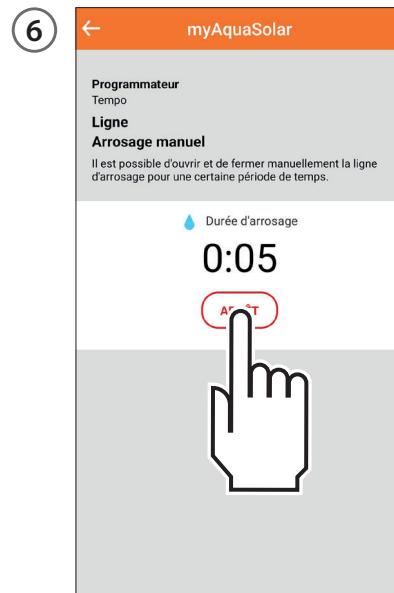 6
myAquaSolar
Programmateur
Tempo
Ligne
Arrosage manuel
Il est possible d'ouvrir et de fermer manuellement la ligne
d'arrosage pour une certaine période de temps.
Durée d'arrosage
0:05
ARRÊT